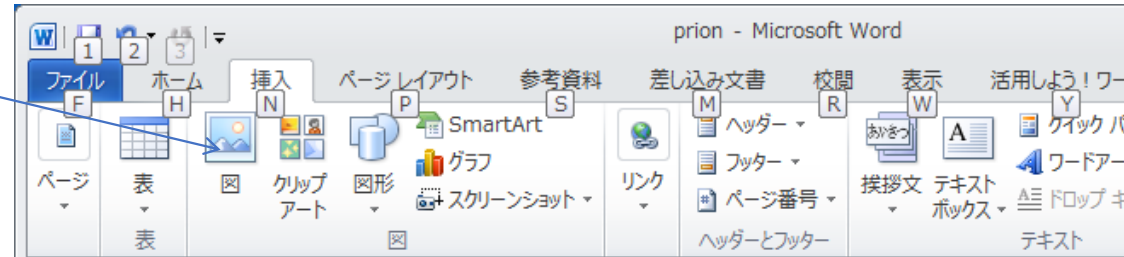 W prion - Microsoft Word
1 2 3
ファイル ホーム 挿入 ページ レイアウト 参考資料 差し込み文書 校閲 表示 活用しよう！ワー
F H N P S M R W Y
ページ 表 図 クリップ アート 図形
SmartArt
グラフ
スクリーンショット
リンク
ヘッダー
フッター
ページ番号
あいさつ
挨拶文
A
テキスト ボックス
クイック パ
ワードアー
ドロップ キ
表 図 ヘッダーとフッター テキスト